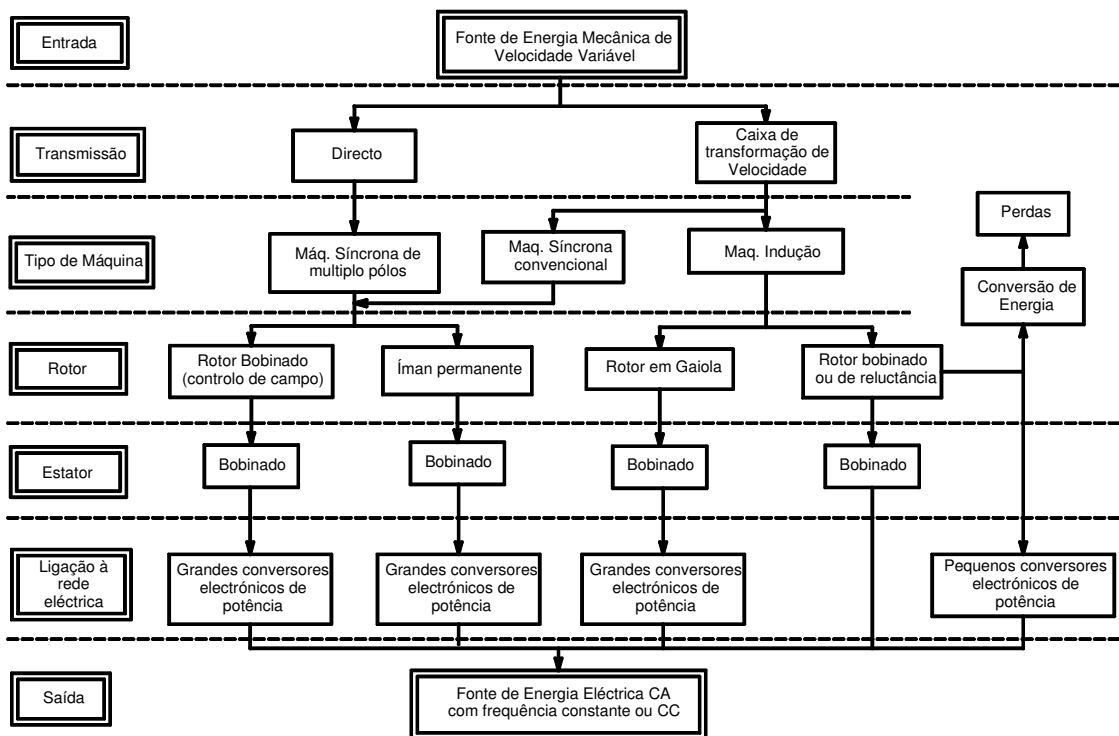 Entrada
Fonte de Energia Mecânica de
Velocidade Variável
Transmissão
Directo
Caixa de
transformação de
Velocidade
Perdas
Tipo de Máquina
Máq. Síncrona de
multiplo pólos
Maq. Síncrona
convencional
Maq. Indução
Conversão de
Energia
Rotor
Rotor Bobinado
(controlo de campo)
Íman permanente
Rotor em Gaiola
Rotor bobinado
ou de reluctância
Estator
Bobinado
Bobinado
Bobinado
Bobinado
Ligação à
rede
eléctrica
Grandes conversores
electrónicos de
potência
Grandes conversores
electrónicos de
potência
Grandes conversores
electrónicos de
potência
Pequenos conversores
electrónicos de
potência
Saída
Fonte de Energia Eléctrica CA
com frequência constante ou CC